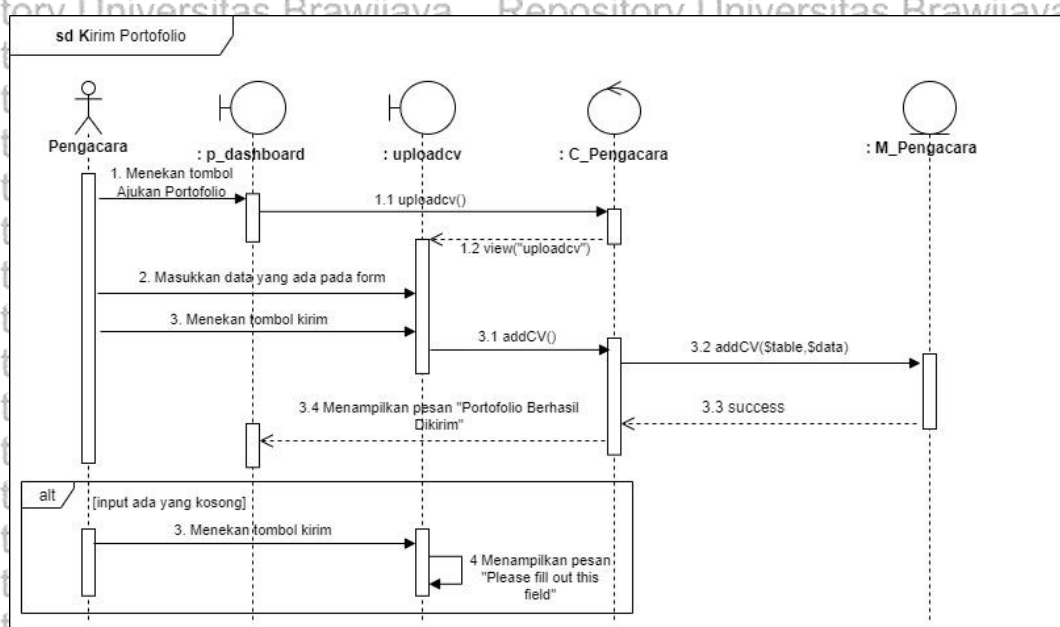 tory Universitas Brawijaya Repository Universitas Brawijaya
sd Kirim Portofolio
Pengacara
: p_dashboard
: uploadcv
: C_Pengacara
: M_Pengacara
1. Menekan tombol
Ajukan Portofolio
1.1 uploadcv()
1.2 view("uploadcv")
2. Masukkan data yang ada pada form
3. Menekan tombol kirim
3.1 addCV()
3.2 addCV($table,$data)
3.3 success
3.4 Menampilkan pesan "Portofolio Berhasil
Dikirim"
alt
[input ada yang kosong]
3. Menekan tombol kirim
4 Menampilkan pesan
"Please fill out this
field"